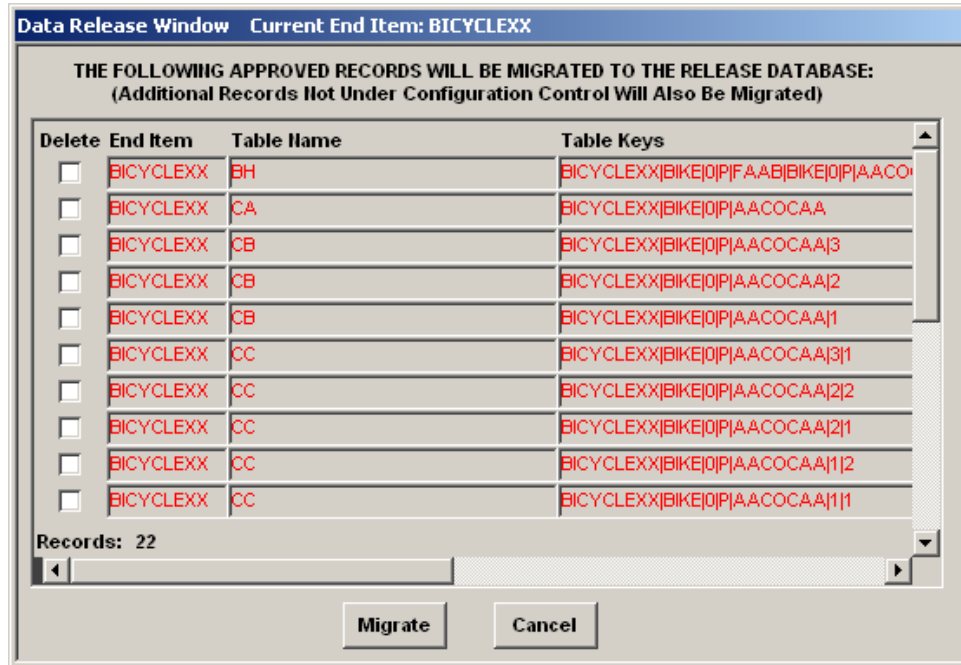 Data Release Window    Current End Item: BICYCLEXX
THE FOLLOWING APPROVED RECORDS WILL BE MIGRATED TO THE RELEASE DATABASE:
(Additional Records Not Under Configuration Control Will Also Be Migrated)
Delete End Item Table Name Table Keys
BICYCLEXX BH BICYCLEXX|BIKE|0|P|FAAB|BIKE|0|P|AACO
BICYCLEXX CA BICYCLEXX|BIKE|0|P|AACOCAA
BICYCLEXX CB BICYCLEXX|BIKE|0|P|AACOCAA|3
BICYCLEXX CB BICYCLEXX|BIKE|0|P|AACOCAA|2
BICYCLEXX CB BICYCLEXX|BIKE|0|P|AACOCAA|1
BICYCLEXX CC BICYCLEXX|BIKE|0|P|AACOCAA|3|1
BICYCLEXX CC BICYCLEXX|BIKE|0|P|AACOCAA|2|2
BICYCLEXX CC BICYCLEXX|BIKE|0|P|AACOCAA|2|1
BICYCLEXX CC BICYCLEXX|BIKE|0|P|AACOCAA|1|2
BICYCLEXX CC BICYCLEXX|BIKE|0|P|AACOCAA|1|1
Records: 22
Migrate Cancel